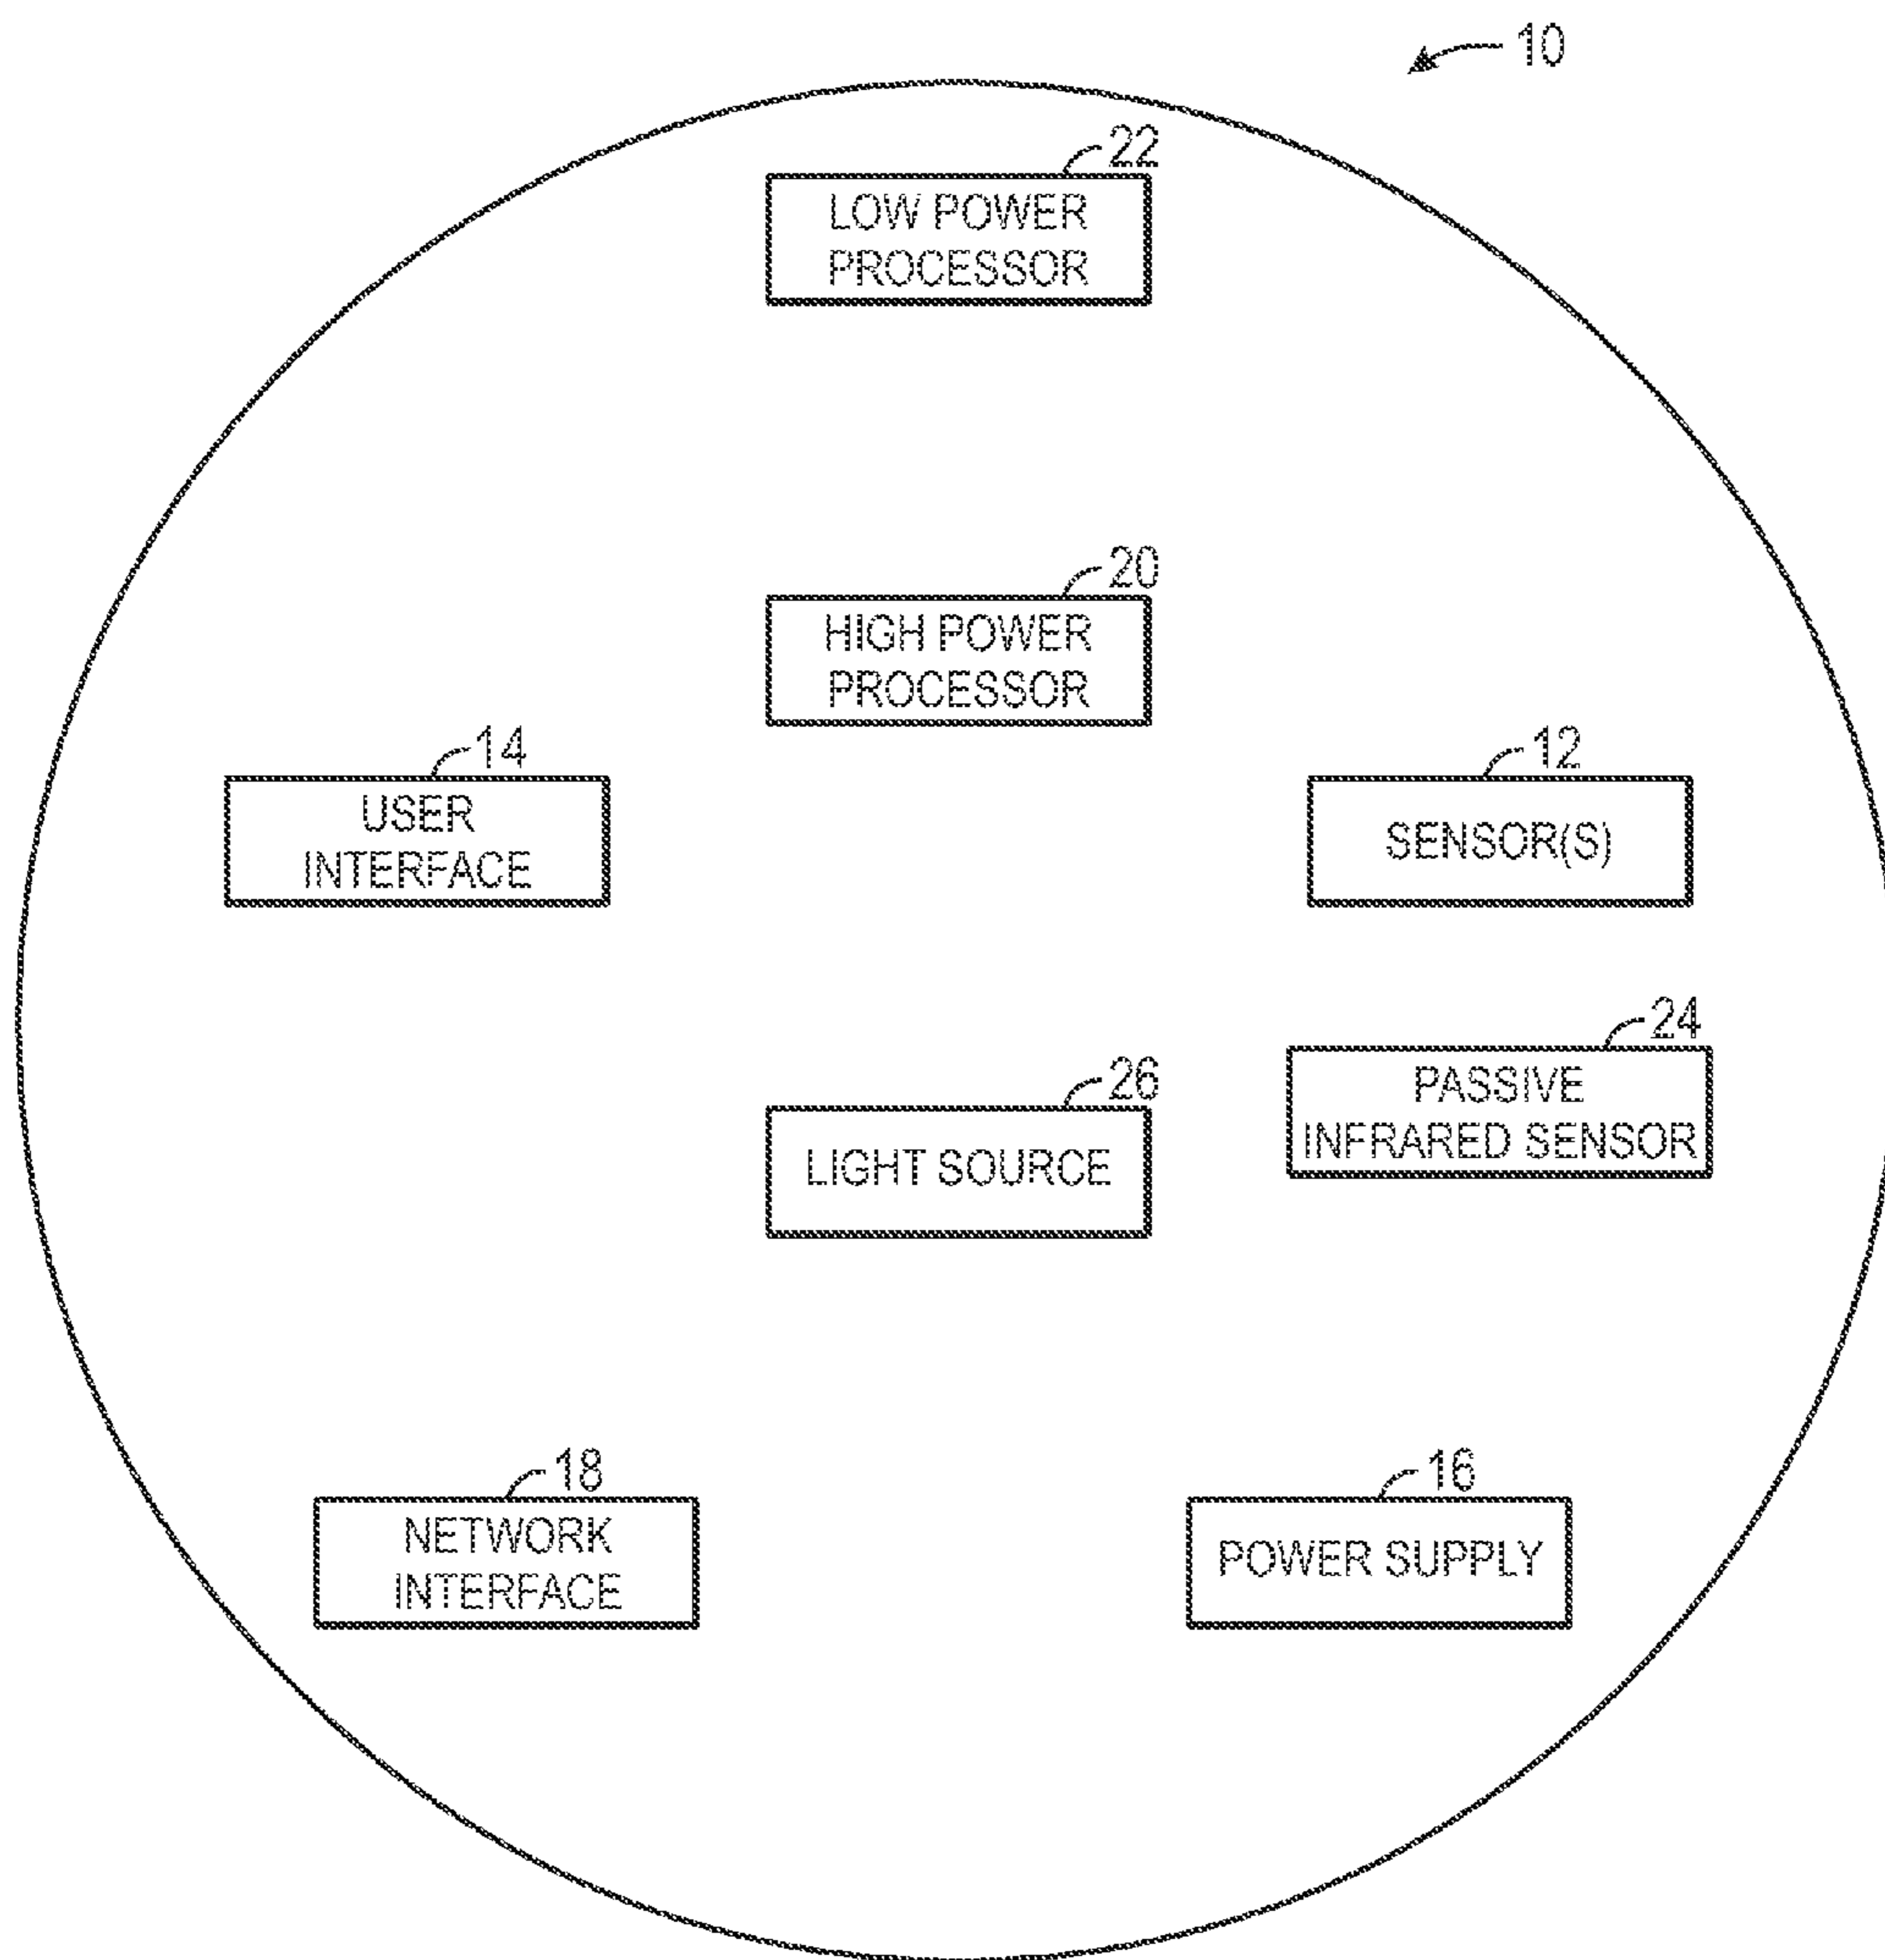 10
22
LOW POWER
PROCESSOR
20
HIGH POWER
PROCESSOR
14
USER
INTERFACE
12
SENSOR(S)
24
PASSIVE
INFRARED SENSOR
26
LIGHT SOURCE
18
NETWORK
INTERFACE
16
POWER SUPPLY